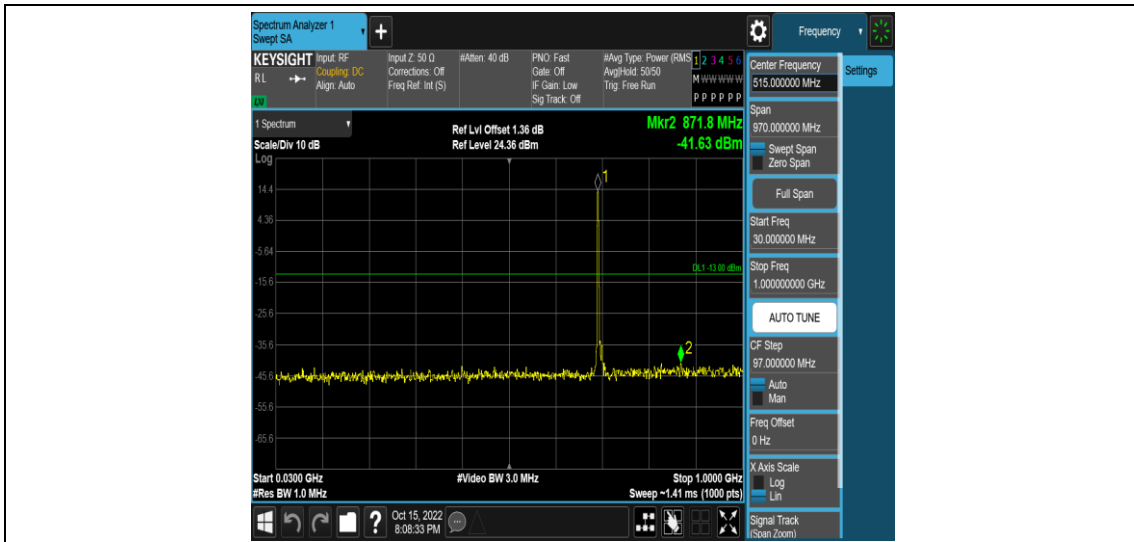 Spectrum Analyzer 1
Swept SA
+
Frequency
KEYSIGHT
RL
LM
Input: RF
Coupling: DC
Align: Auto
Input Z: 50 Ω
Corrections: Off
Freq Ref: Int (S)
#Atten: 40 dB
PNO: Fast
Gate: Off
IF Gain: Low
Sig Track: Off
#Avg Type: Power (RMS
Avg|Hold: 50/50
Trig: Free Run
1 2 3 4 5 6
M W W W W W
P P P P P P
1 Spectrum
Scale/Div 10 dB
Log
Ref Lvl Offset 1.36 dB
Ref Level 24.36 dBm
Mkr2 871.8 MHz
-41.63 dBm
14.4
4.36
-5.64
-15.6
-25.6
-35.6
-45.6
-55.6
-65.6
1
DL1 -13.00 dBm
2
Start 0.0300 GHz
#Res BW 1.0 MHz
#Video BW 3.0 MHz
Stop 1.0000 GHz
Sweep ~1.41 ms (1000 pts)
?
Oct 15, 2022
8:08:33 PM
Center Frequency
515.000000 MHz
Settings
Span
970.000000 MHz
Swept Span
Zero Span
Full Span
Start Freq
30.000000 MHz
Stop Freq
1.000000000 GHz
AUTO TUNE
CF Step
97.000000 MHz
Auto
Man
Freq Offset
0 Hz
X Axis Scale
Log
Lin
Signal Track
(Span Zoom)